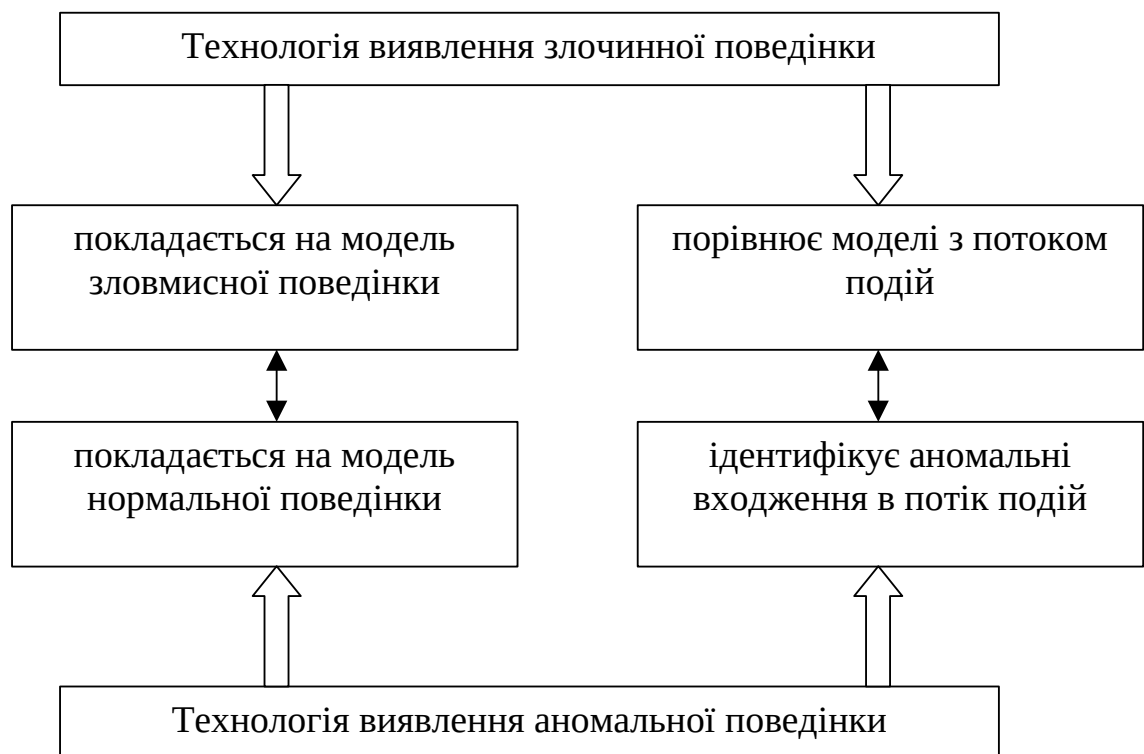 Технологія виявлення злочинної поведінки
покладається на модель
зловмисної поведінки
порівнює моделі з потоком
подій
покладається на модель
нормальної поведінки
ідентифікує аномальні
входження в потік подій
Технологія виявлення аномальної поведінки